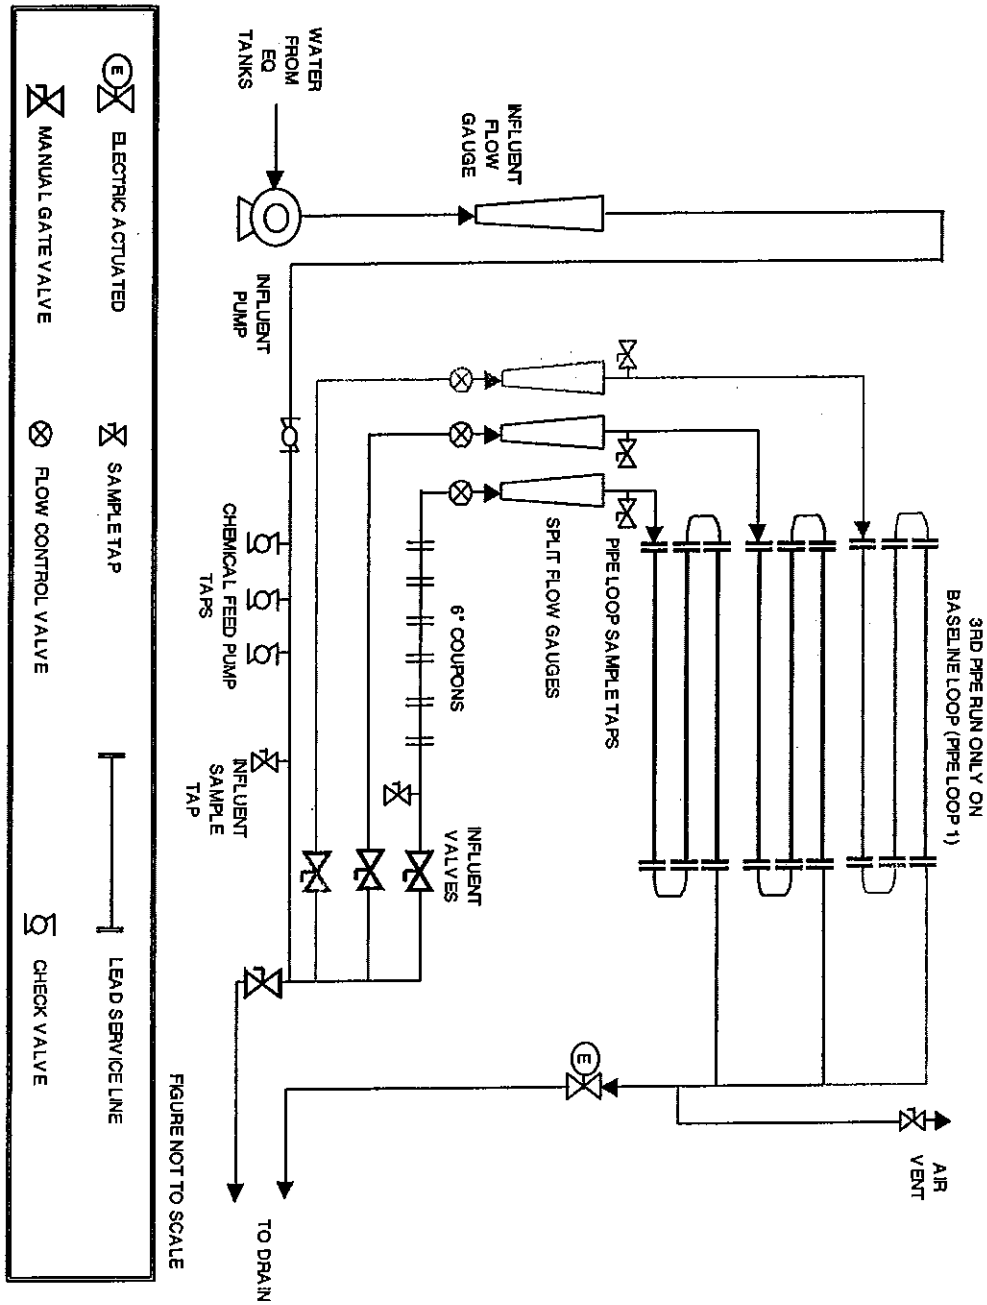 3RD PIPE RUN ONLY ON
BASELINE LOOP (PIPE LOOP 1)
AIR
VENT
PIPE LOOP SAMPLE TAPS
SPLIT FLOW GAUGES
INFLUENT
FLOW
GAUGE
6" COUPONS
INFLUENT
VALVES
WATER
FROM
EQ
TANKS
INFLUENT
PUMP
CHEMICAL FEED PUMP
TAPS
INFLUENT
SAMPLE
TAP
E
TO DRAIN
FIGURE NOT TO SCALE
E
ELECTRIC ACTUATED
SAMPLE TAP
LEAD SERVICE LINE
MANUAL GATE VALVE
FLOW CONTROL VALVE
CHECK VALVE